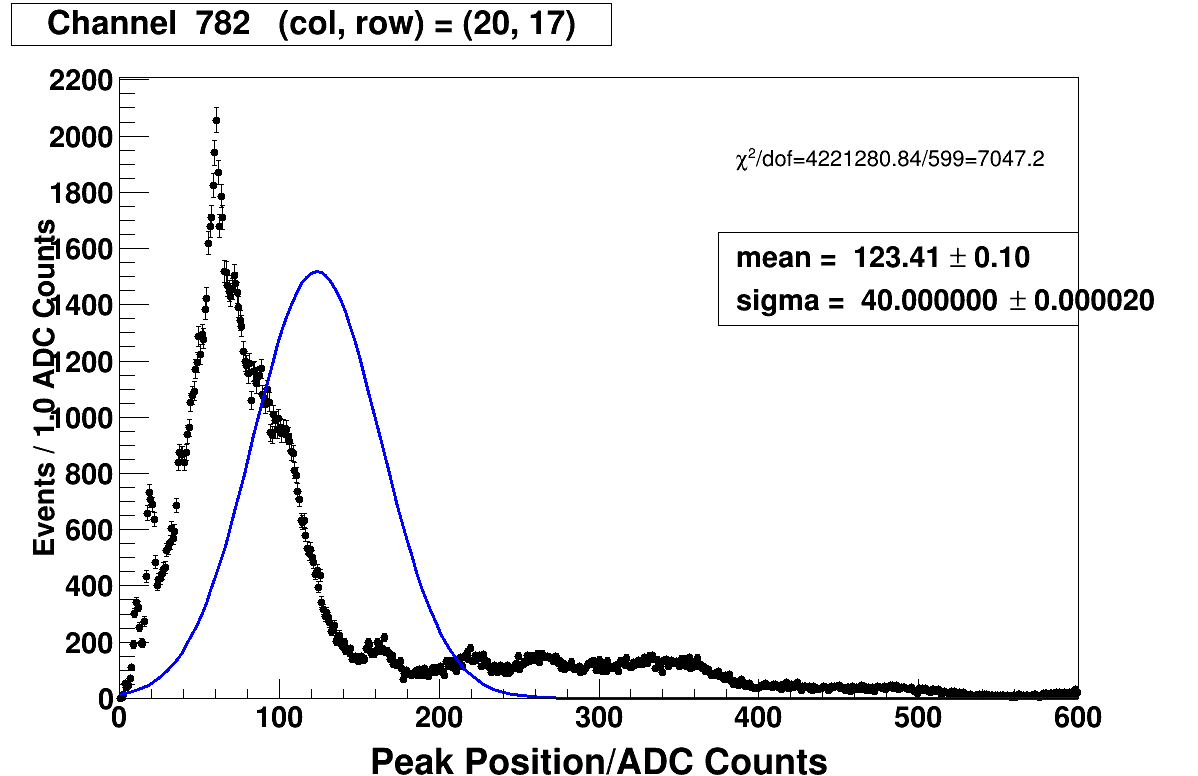 Channel  782   (col, row) = (20, 17)
2200
2000
1800
1600
1400
1200
1000
800
600
400
200
0
Events / 1.0 ADC Counts
χ²/dof=4221280.84/599=7047.2
mean =  123.41 ± 0.10
sigma =  40.000000 ± 0.000020
0 100 200 300 400 500 600
Peak Position/ADC Counts